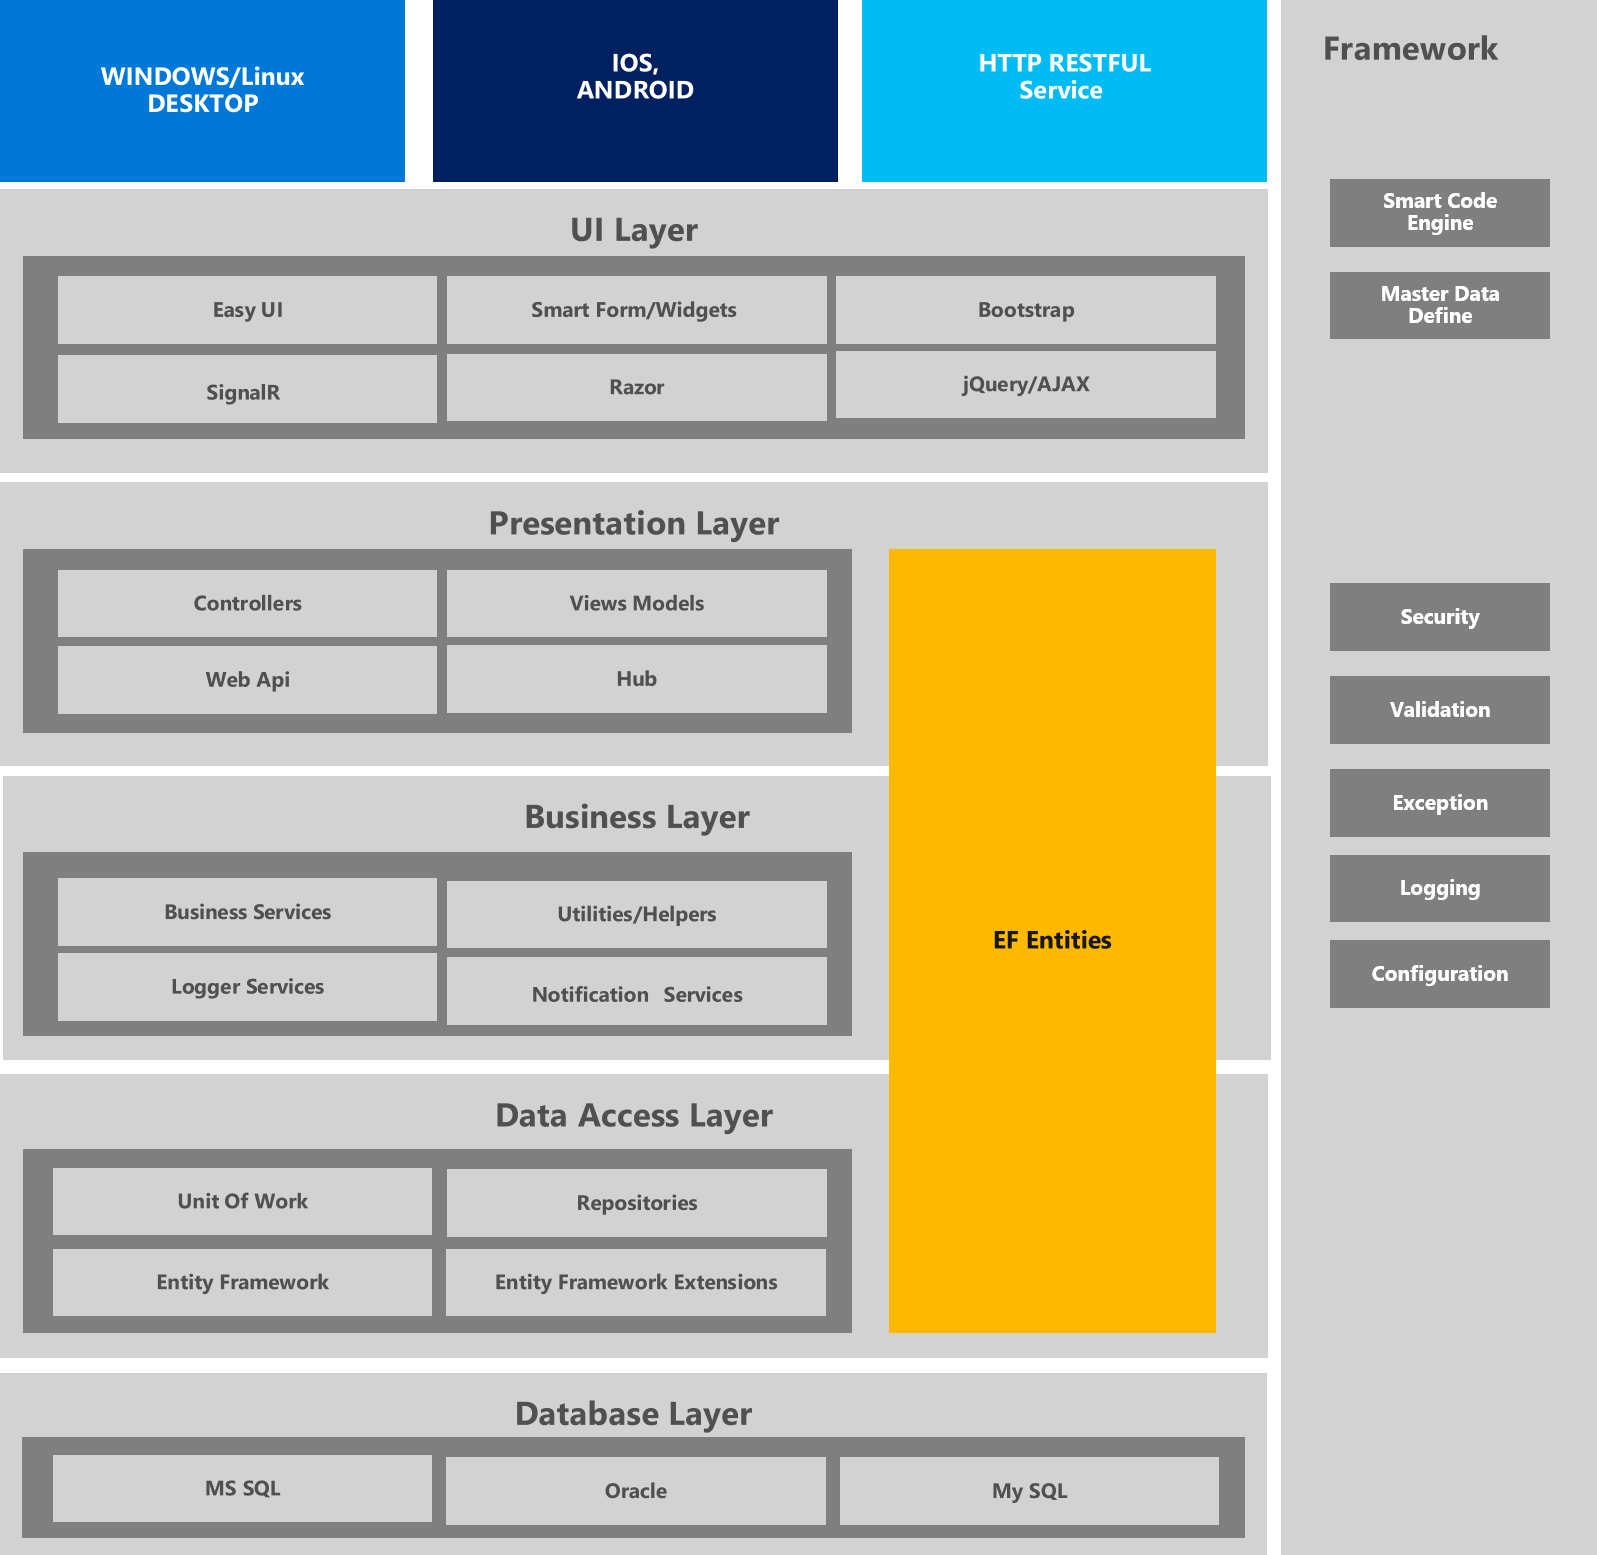 WINDOWS/Linux
DESKTOP
IOS,
ANDROID
HTTP RESTFUL
Service
UI Layer
Easy UI
Smart Form/Widgets
Bootstrap
SignalR
Razor
jQuery/AJAX
Presentation Layer
Controllers
Views Models
Web Api
Hub
Business Layer
Business Services
Utilities/Helpers
Logger Services
Notification Services
EF Entities
Data Access Layer
Unit Of Work
Repositories
Entity Framework
Entity Framework Extensions
Database Layer
MS SQL
Oracle
My SQL
Framework
Smart Code
Engine
Master Data
Define
Security
Validation
Exception
Logging
Configuration